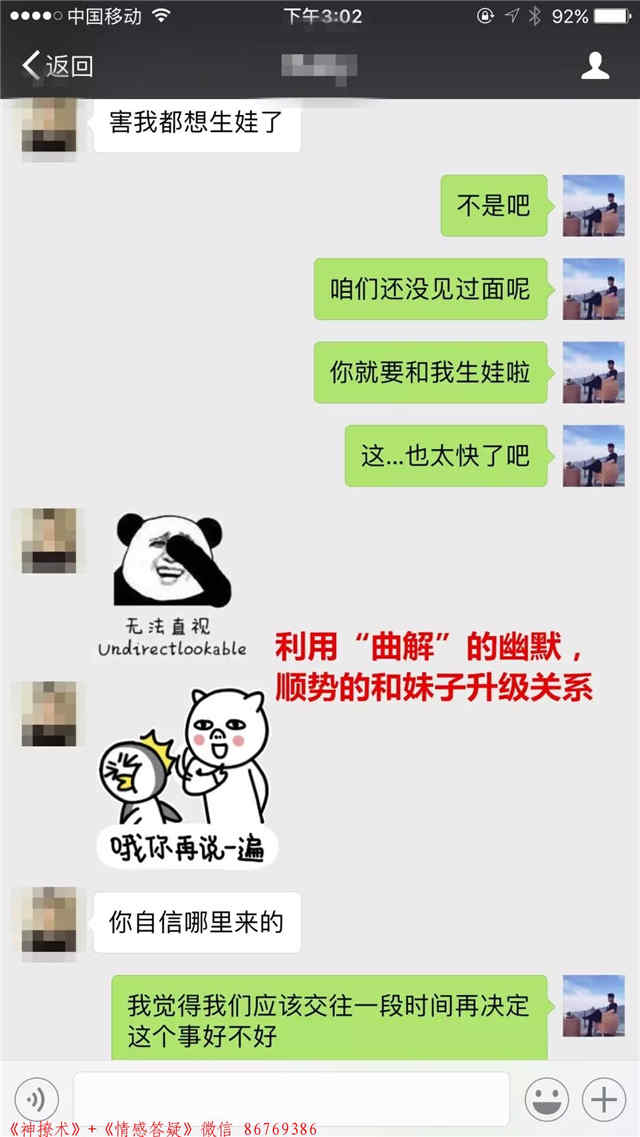 中国移动
下午3:02
92%
返回
害我都想生娃了
不是吧
咱们还没见过面呢
你就要和我生娃啦
这...也太快了吧
无法直视
Undirectlookable
利用“曲解”的幽默，
顺势的和妹子升级关系
哦你再说一遍
你自信哪里来的
我觉得我们应该交往一段时间再决定
这个事好不好
《神撩术》+《情感答疑》微信 86769386